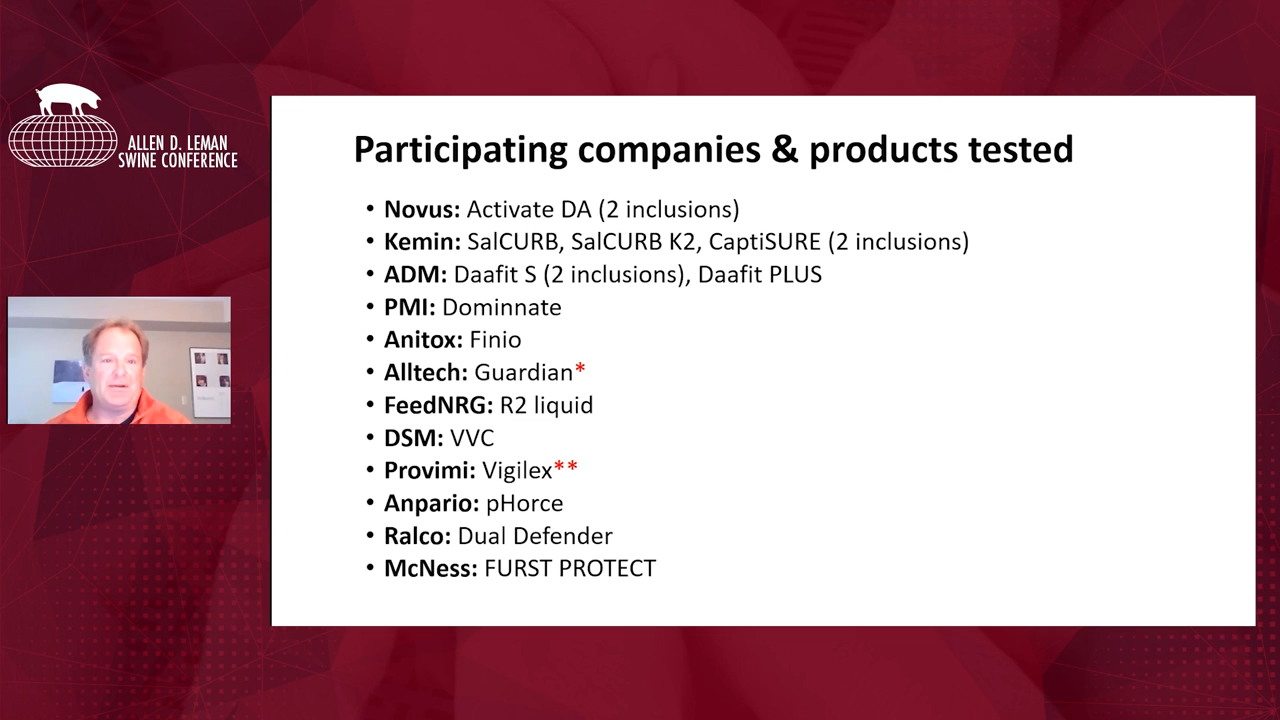 ALLEN D. LEMAN
SWINE CONFERENCE
Participating companies & products tested
• Novus: Activate DA (2 inclusions)
• Kemin: SalCURB, SalCURB K2, CaptiSURE (2 inclusions)
• ADM: Daafit S (2 inclusions), Daafit PLUS
• PMI: Dominnate
• Anitox: Finio
• Alltech: Guardian*
• FeedNRG: R2 liquid
• DSM: VVC
• Provimi: Vigilex**
• Anpario: pHorce
• Ralco: Dual Defender
• McNess: FURST PROTECT